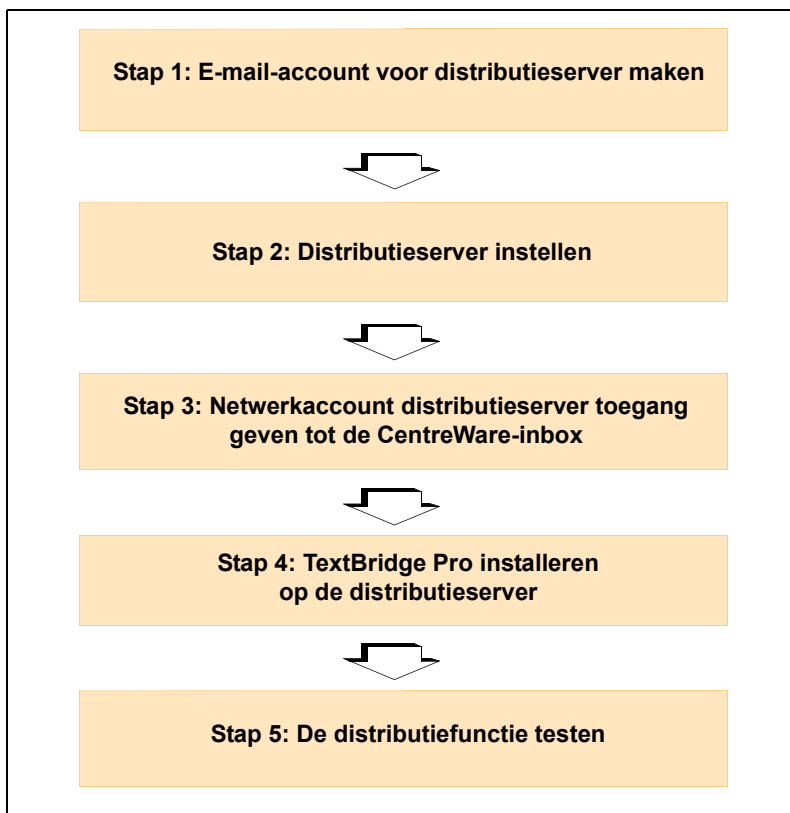 Stap 1: E-mail-account voor distributieserver maken
Stap 2: Distributieserver instellen
Stap 3: Netwerkaccount distributieserver toegang
geven tot de CentreWare-inbox
Stap 4: TextBridge Pro installeren
op de distributieserver
Stap 5: De distributiefunctie testen